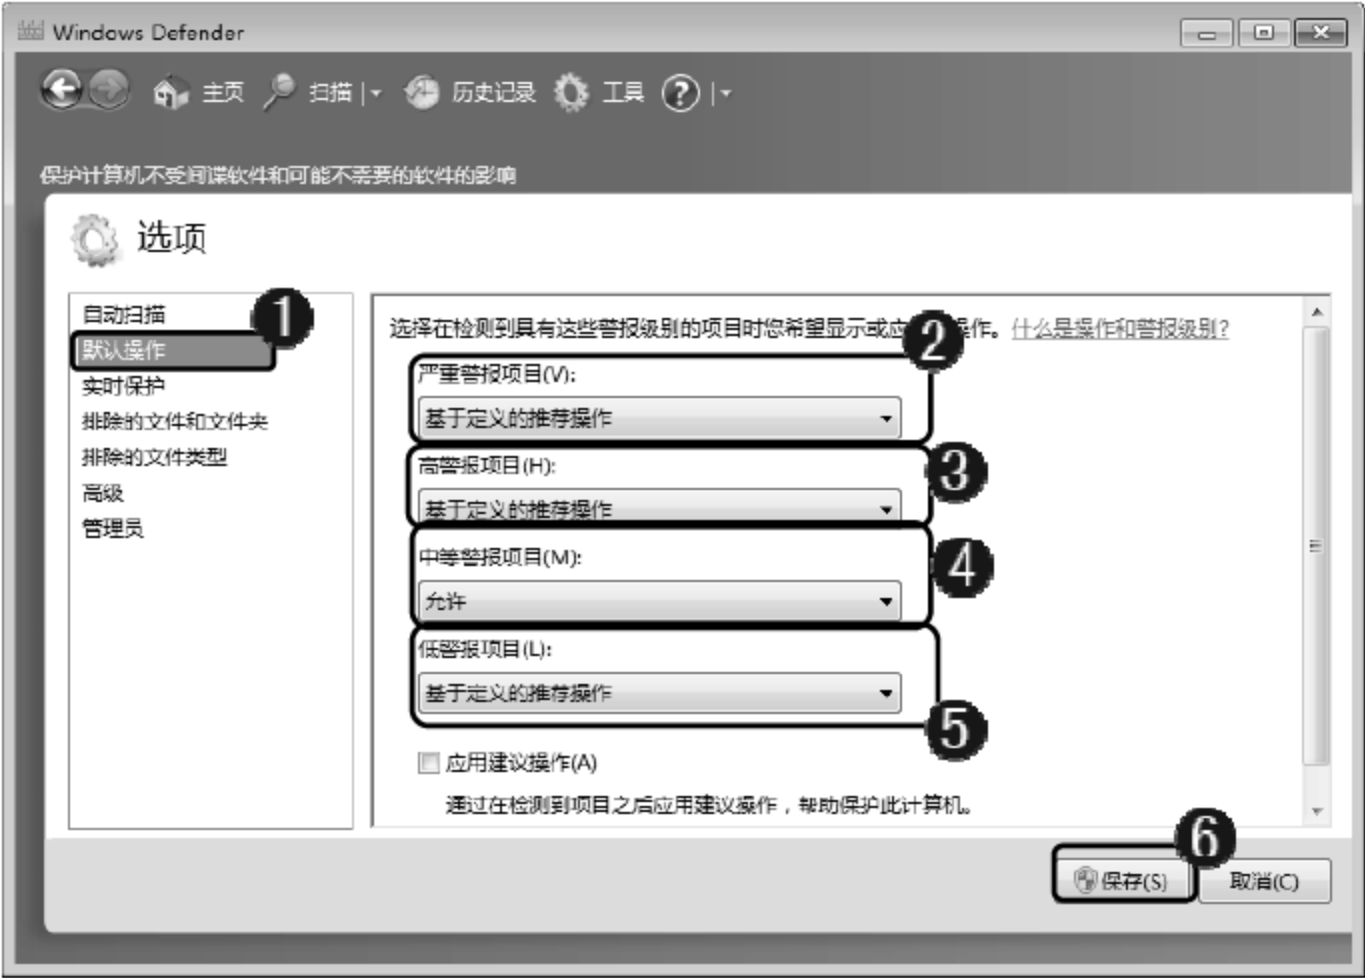 Windows Defender
主页 扫描 历史记录 工具 ?
保护计算机不受间谍软件和可能不需要的软件的影响
选项
自动扫描
默认操作
实时保护
排除的文件和文件夹
排除的文件类型
高级
管理员
1
选择在检测到具有这些警报级别的项目时您希望显示或应 操作。什么是操作和警报级别?
2
严重警报项目(V):
基于定义的推荐操作
3
高警报项目(H):
基于定义的推荐操作
4
中等警报项目(M):
允许
低警报项目(L):
基于定义的推荐操作
5
应用建议操作(A)
通过在检测到项目之后应用建议操作，帮助保护此计算机。
6
保存(S) 取消(C)